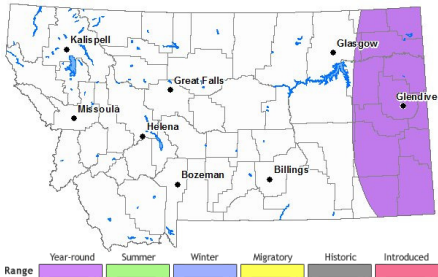 Kalispell
Glasgow
Great Falls
Glendive
Missoula
Helena
Bozeman
Billings
Year-round Summer Winter Migratory Historic Introduced
Range